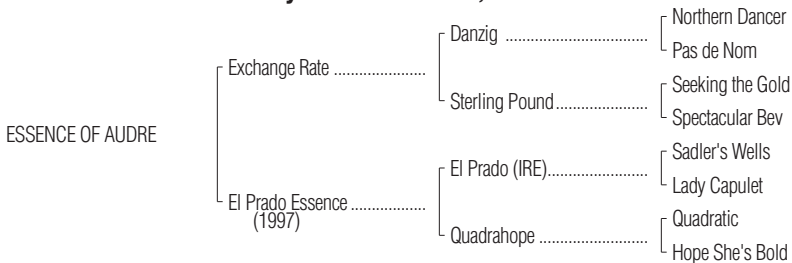 ESSENCE OF AUDRE
Exchange Rate ......................
El Prado Essence ..................
(1997)
Danzig ..................................
Sterling Pound......................
El Prado (IRE)........................
Quadrahope ..........................
Northern Dancer
Pas de Nom
Seeking the Gold
Spectacular Bev
Sadler's Wells
Lady Capulet
Quadratic
Hope She's Bold